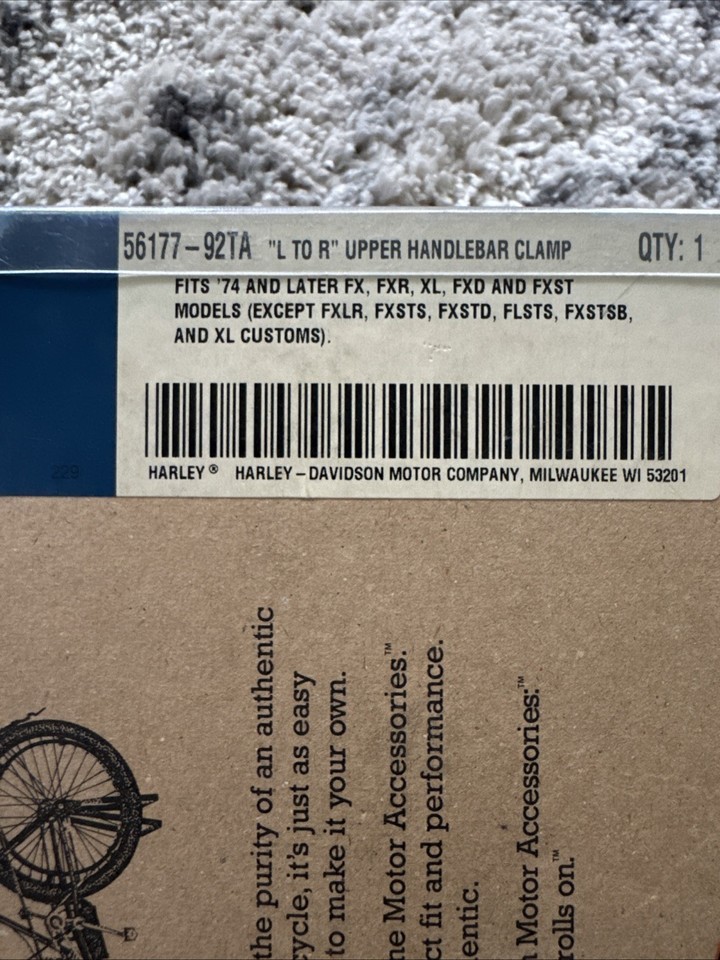 56177-92TA "L TO R" UPPER HANDLEBAR CLAMP QTY: 1
FITS '74 AND LATER FX, FXR, XL, FXD AND FXST
MODELS (EXCEPT FXLR, FXSTS, FXSTD, FLSTS, FXSTSB,
AND XL CUSTOMS).
229
HARLEY® HARLEY-DAVIDSON MOTOR COMPANY, MILWAUKEE WI 53201
the purity of an authentic
ycle, it's just as easy
to make it your own.
ne Motor Accessories.™
ct fit and performance.
entic.
Motor Accessories:™
rolls on.™